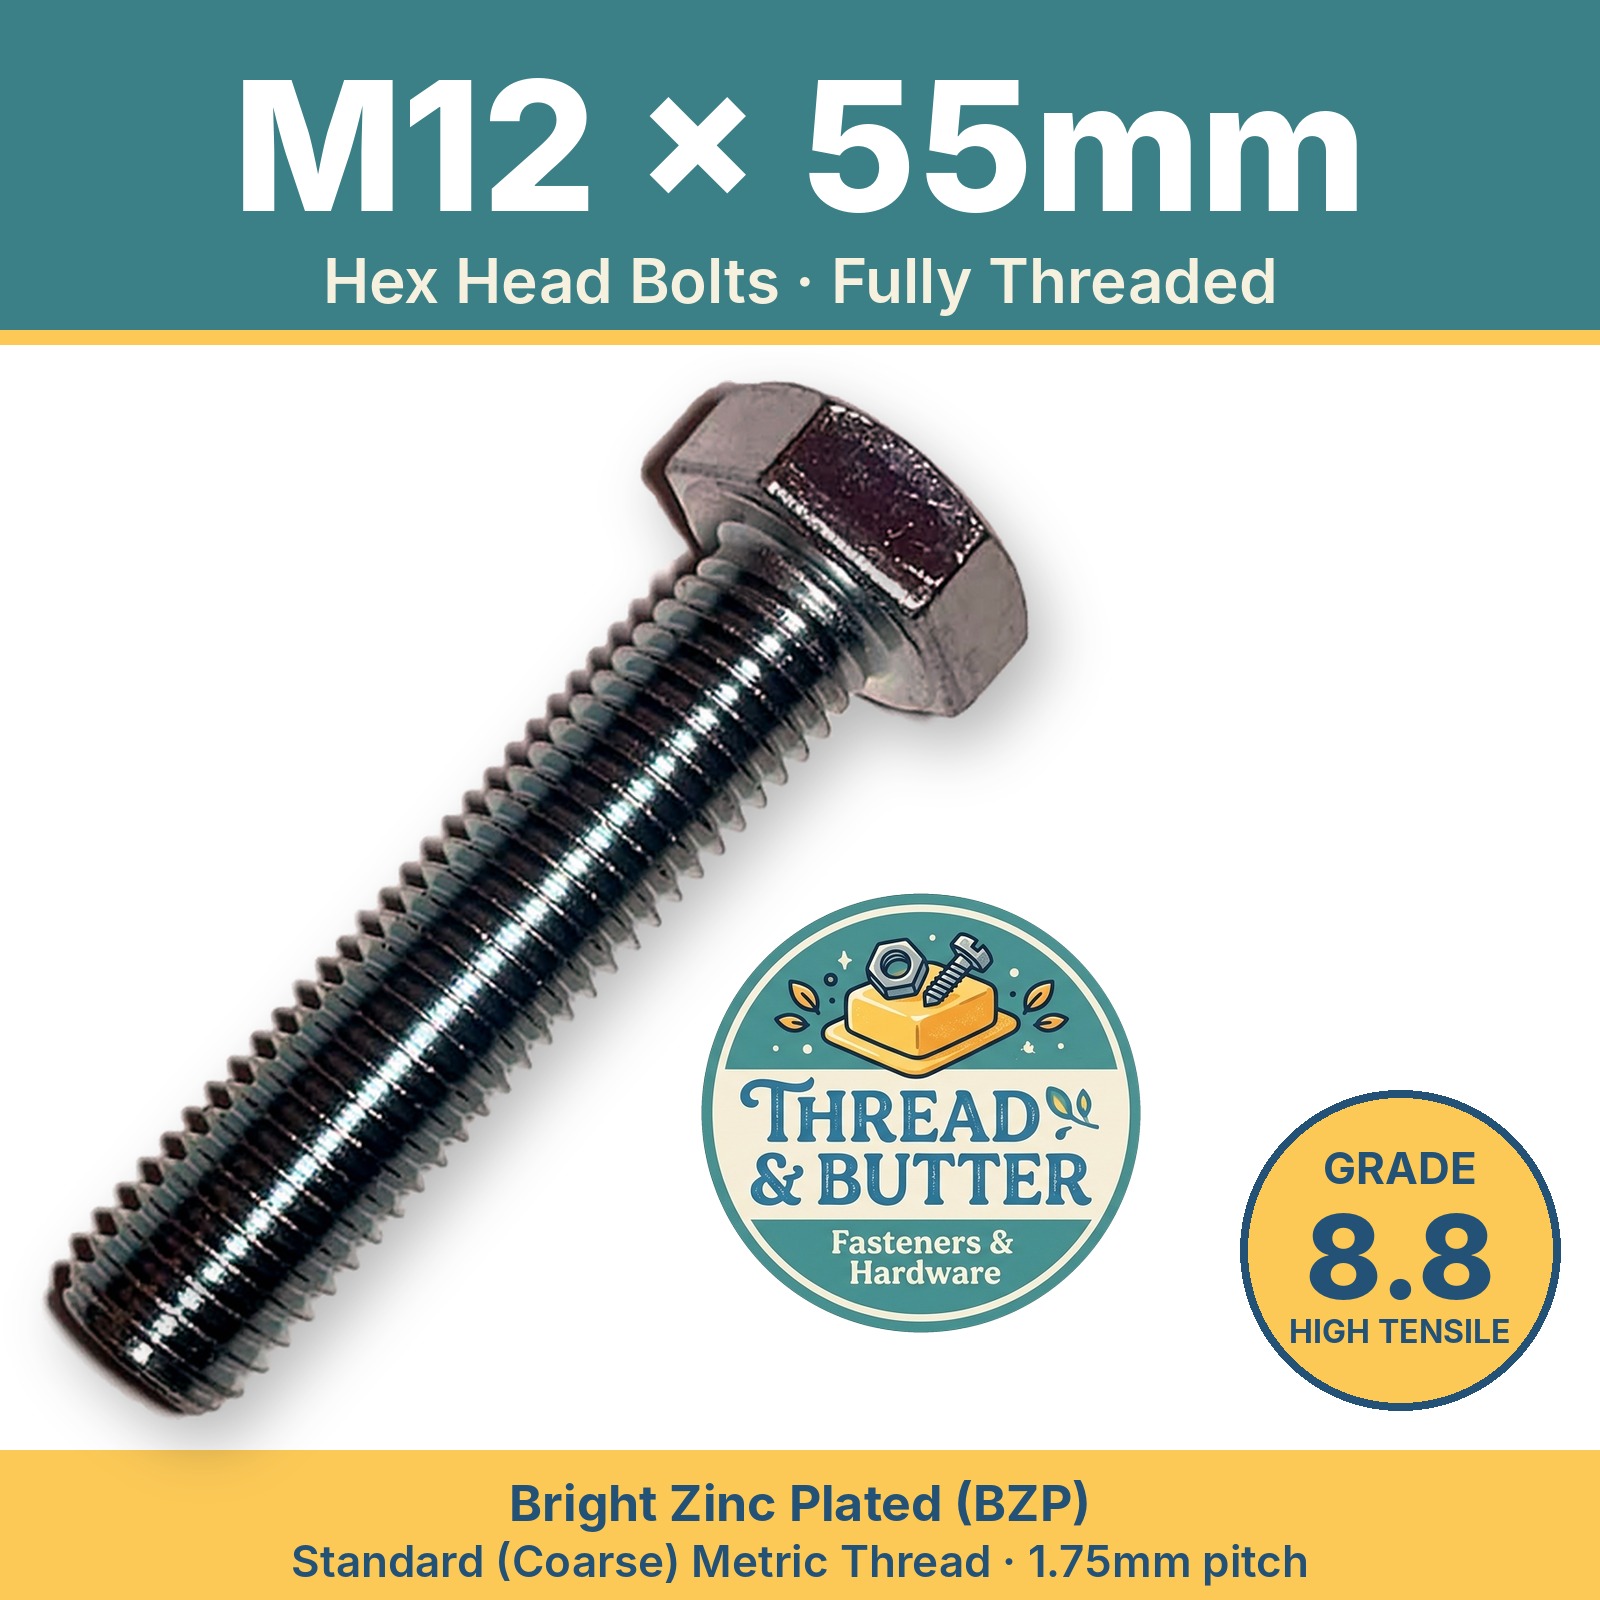 M12 × 55mm
Hex Head Bolts · Fully Threaded
THREAD
& BUTTER
Fasteners &
Hardware
GRADE
8.8
HIGH TENSILE
Bright Zinc Plated (BZP)
Standard (Coarse) Metric Thread · 1.75mm pitch